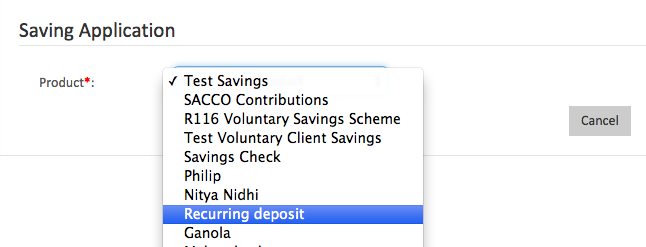 Saving Application
Product*:
✓ Test Savings
SACCO Contributions
R116 Voluntary Savings Scheme
Test Voluntary Client Savings
Savings Check
Philip
Nitya Nidhi
Recurring deposit
Ganola
Cancel